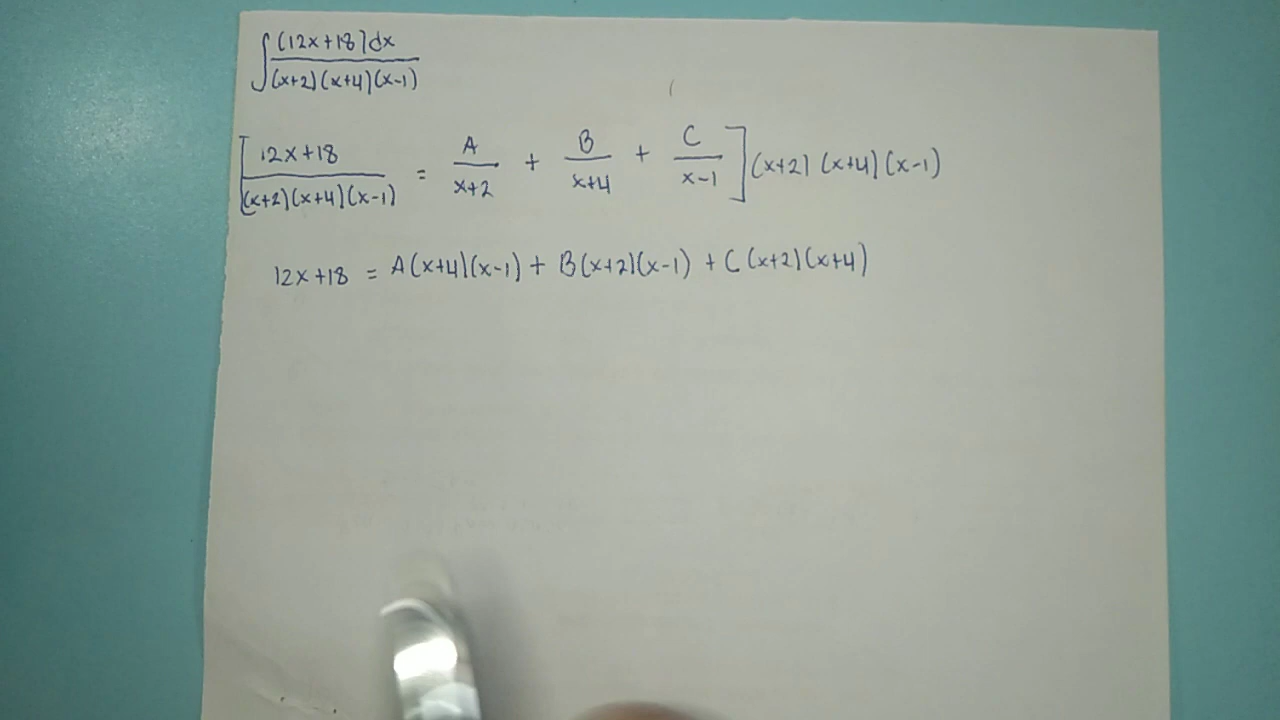 ∫ (12x+18)dx / (x+2)(x+4)(x-1)
[ 12x+18 / (x+2)(x+4)(x-1) = A / x+2 + B / x+4 + C / x-1 ] (x+2)(x+4)(x-1)
12x+18 = A(x+4)(x-1) + B(x+2)(x-1) + C(x+2)(x+4)